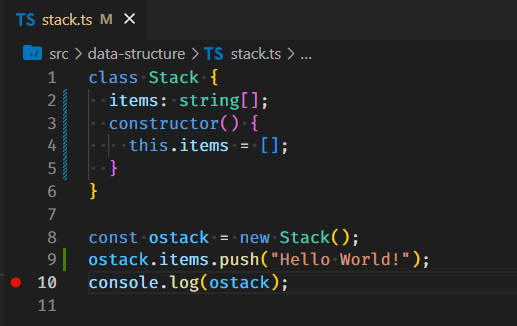 TS stack.ts M ×
src > data-structure > TS stack.ts > ...
1 class Stack {
2   items: string[];
3   constructor() {
4     this.items = [];
5   }
6 }
7
8 const ostack = new Stack();
9 ostack.items.push("Hello World!");
10 console.log(ostack);
11